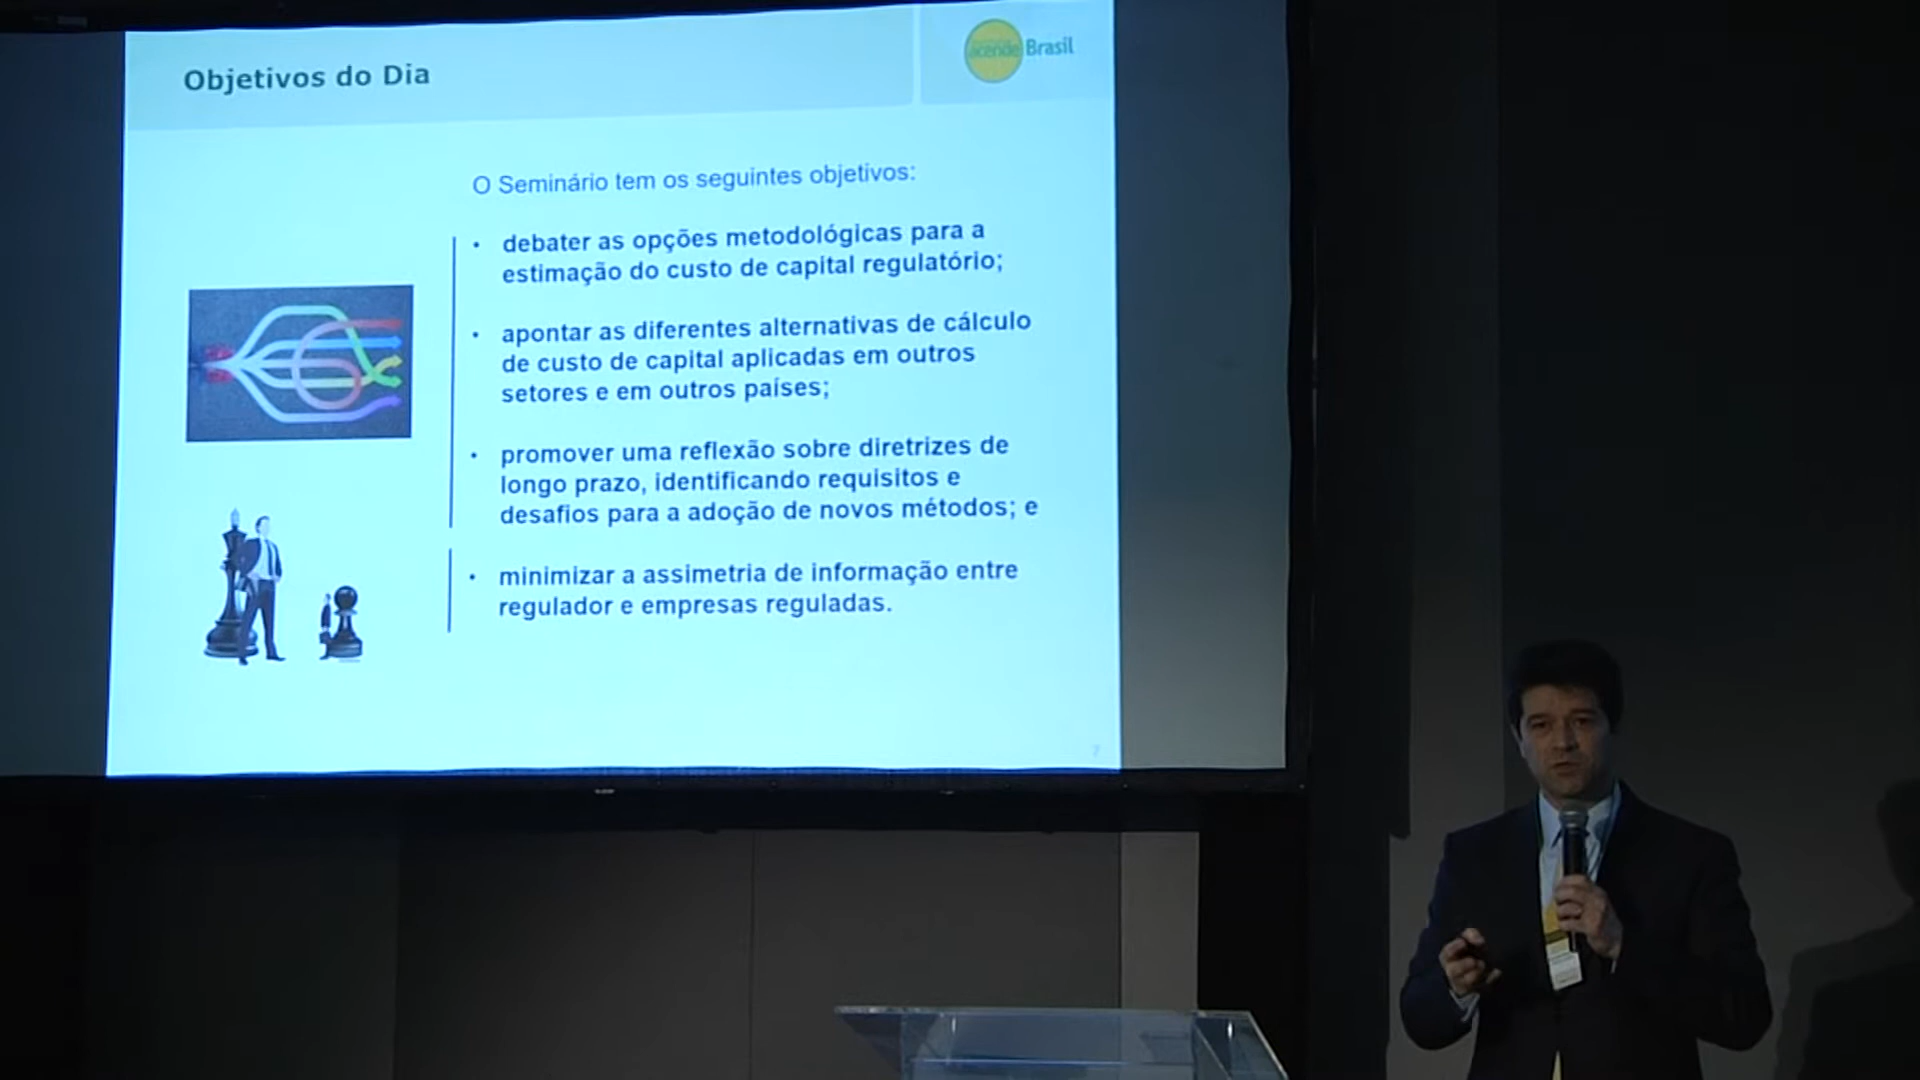 Objetivos do Dia
acende Brasil
O Seminário tem os seguintes objetivos:
• debater as opções metodológicas para a
estimação do custo de capital regulatório;
• apontar as diferentes alternativas de cálculo
de custo de capital aplicadas em outros
setores e em outros países;
• promover uma reflexão sobre diretrizes de
longo prazo, identificando requisitos e
desafios para a adoção de novos métodos; e
• minimizar a assimetria de informação entre
regulador e empresas reguladas.
7